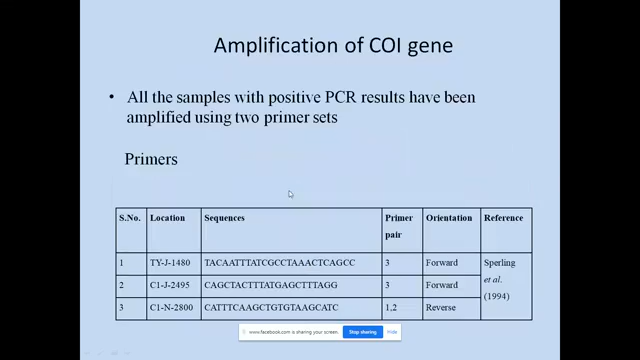 Amplification of COI gene
• All the samples with positive PCR results have been
amplified using two primer sets
Primers
S.No. Location Sequences Primer pair Orientation Reference
1 TY-J-1480 TACAATTTATCGCCTAAACTCAGCC 3 Forward Sperling et al. (1994)
2 C1-J-2495 CAGCTACTTTATGAGCTTTAGG 3 Forward
3 C1-N-2800 CATTTCAAGCTGTGTAAGCATC 1,2 Reverse
www.facebook.com is sharing your screen. Stop sharing Hide